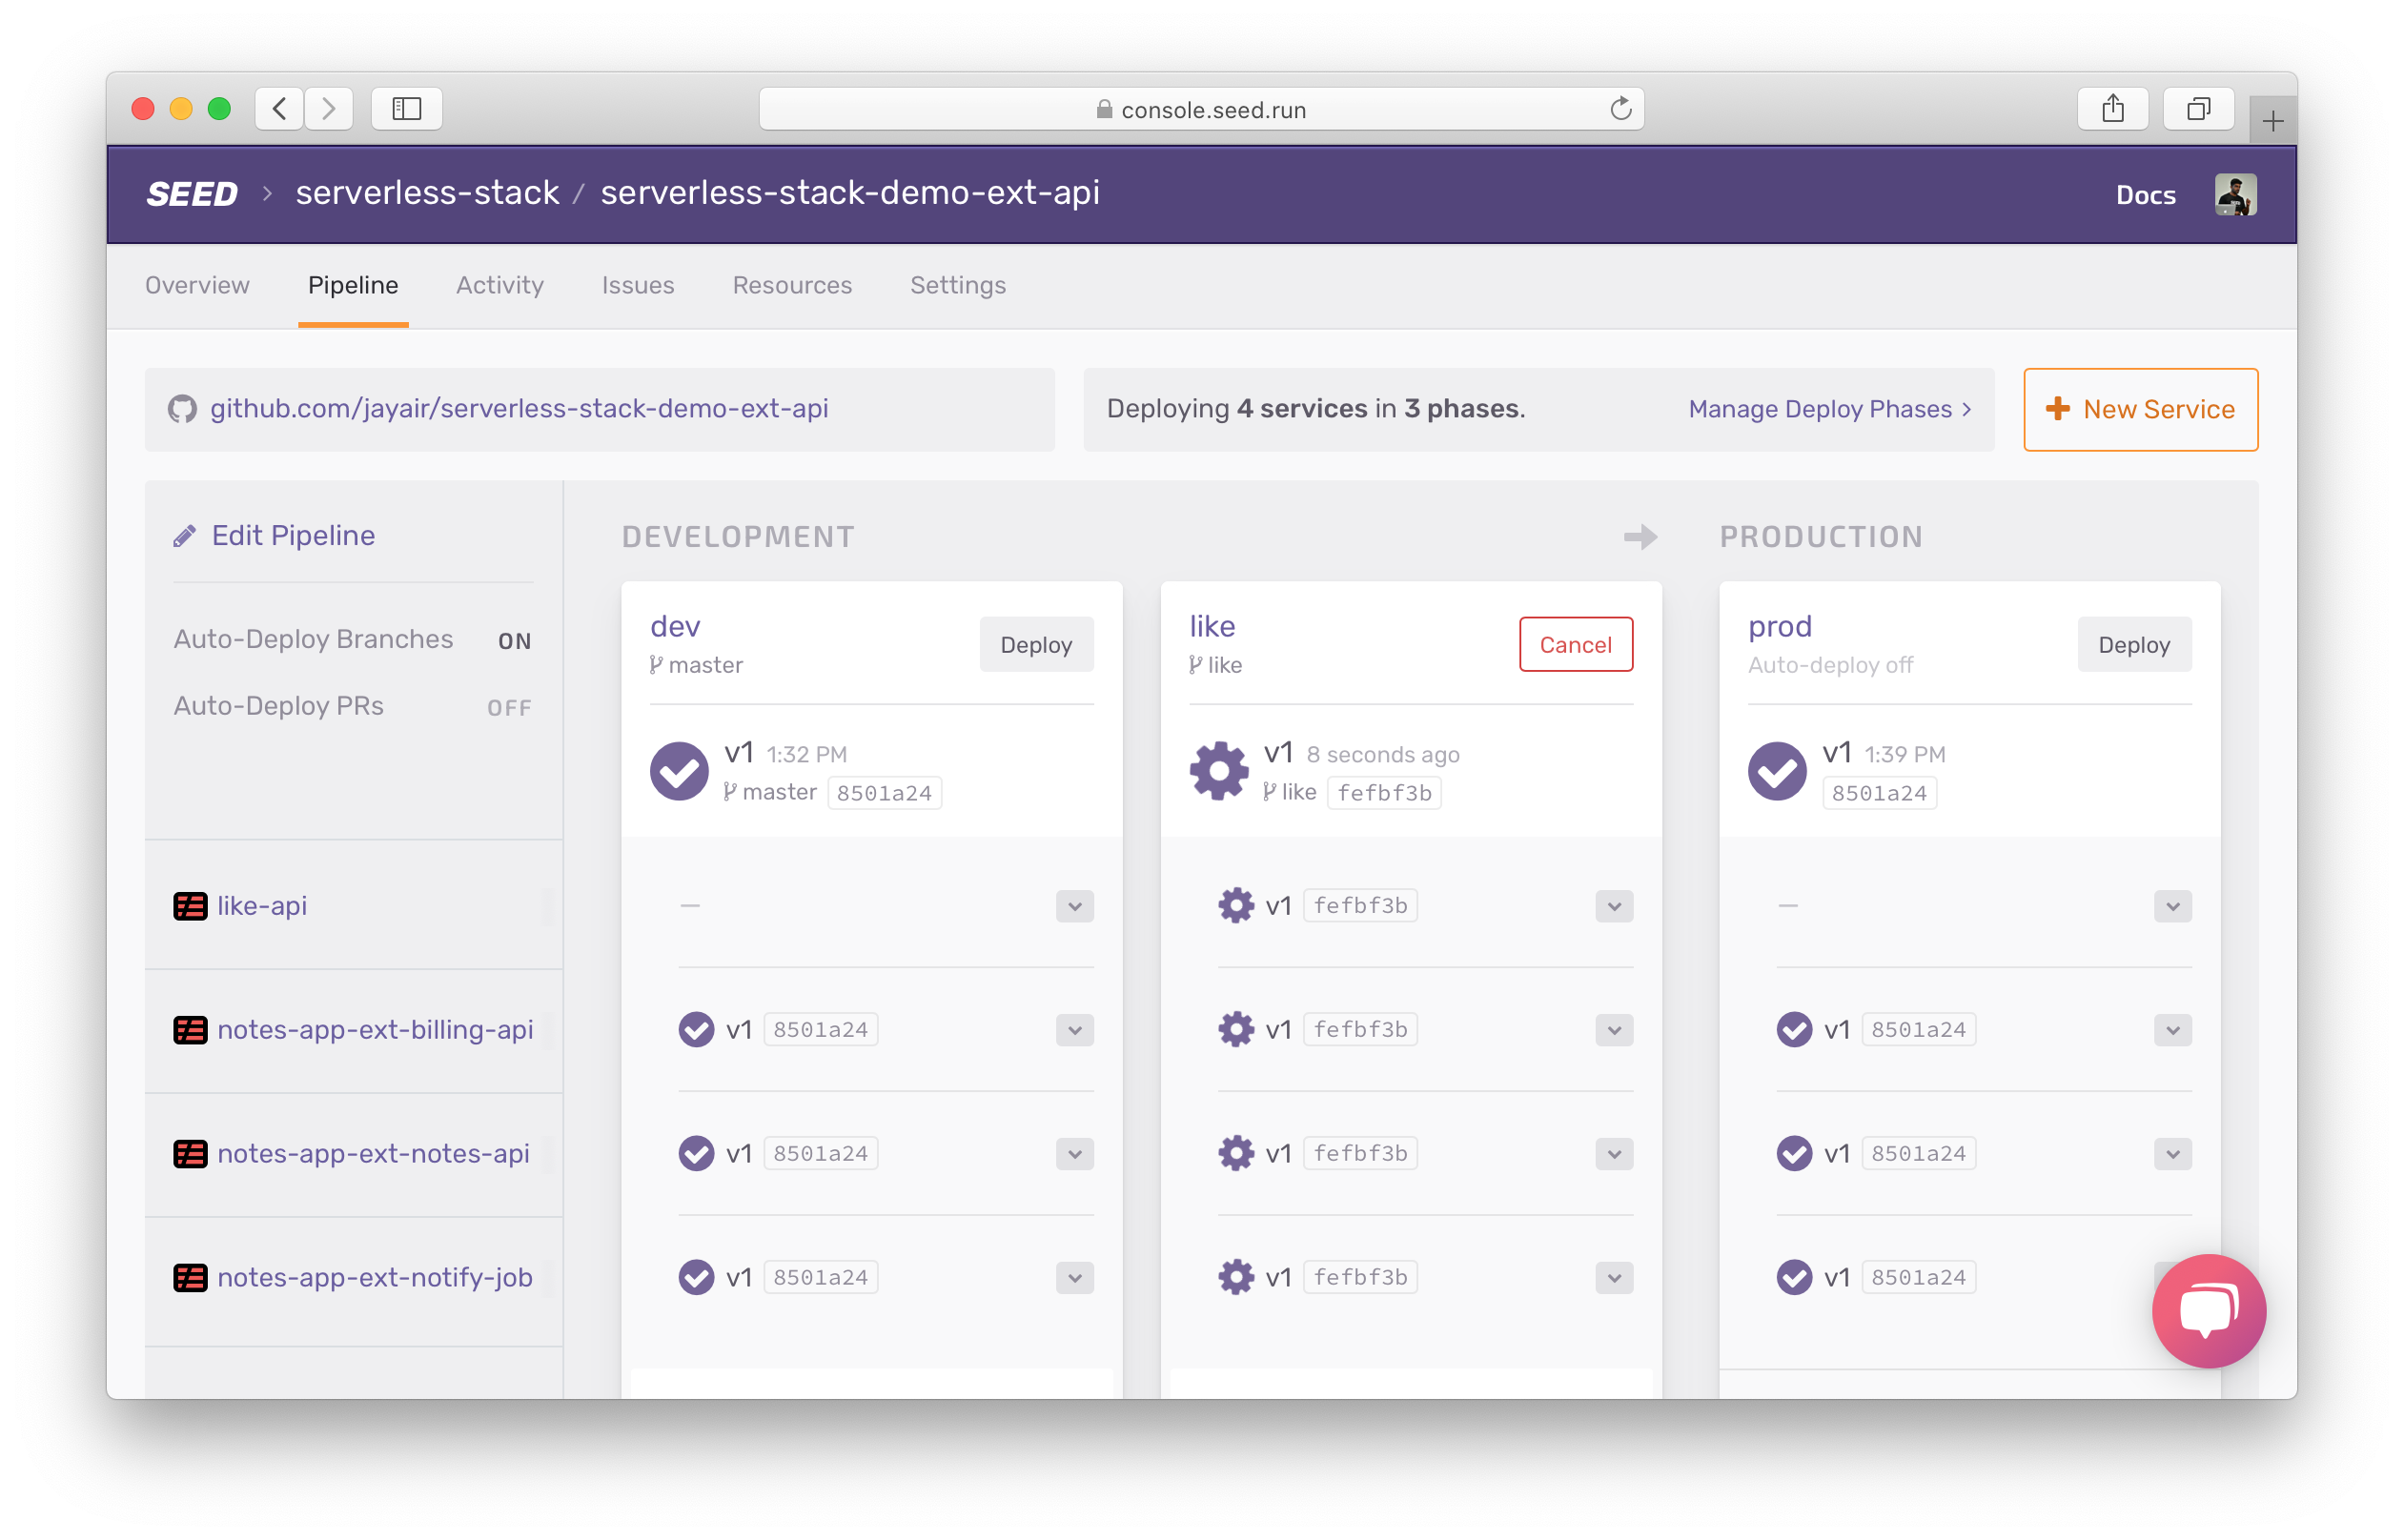 console.seed.run
SEED > serverless-stack / serverless-stack-demo-ext-api
Docs
Overview Pipeline Activity Issues Resources Settings
github.com/jayair/serverless-stack-demo-ext-api
Deploying 4 services in 3 phases.
Manage Deploy Phases >
+ New Service
Edit Pipeline
Auto-Deploy Branches ON
Auto-Deploy PRs OFF
DEVELOPMENT
PRODUCTION
dev
master
Deploy
v1 1:32 PM
master 8501a24
like
like
Cancel
v1 8 seconds ago
like fefbf3b
prod
Auto-deploy off
Deploy
v1 1:39 PM
8501a24
like-api
–
v1 fefbf3b
–
notes-app-ext-billing-api
v1 8501a24
v1 fefbf3b
v1 8501a24
notes-app-ext-notes-api
v1 8501a24
v1 fefbf3b
v1 8501a24
notes-app-ext-notify-job
v1 8501a24
v1 fefbf3b
v1 8501a24